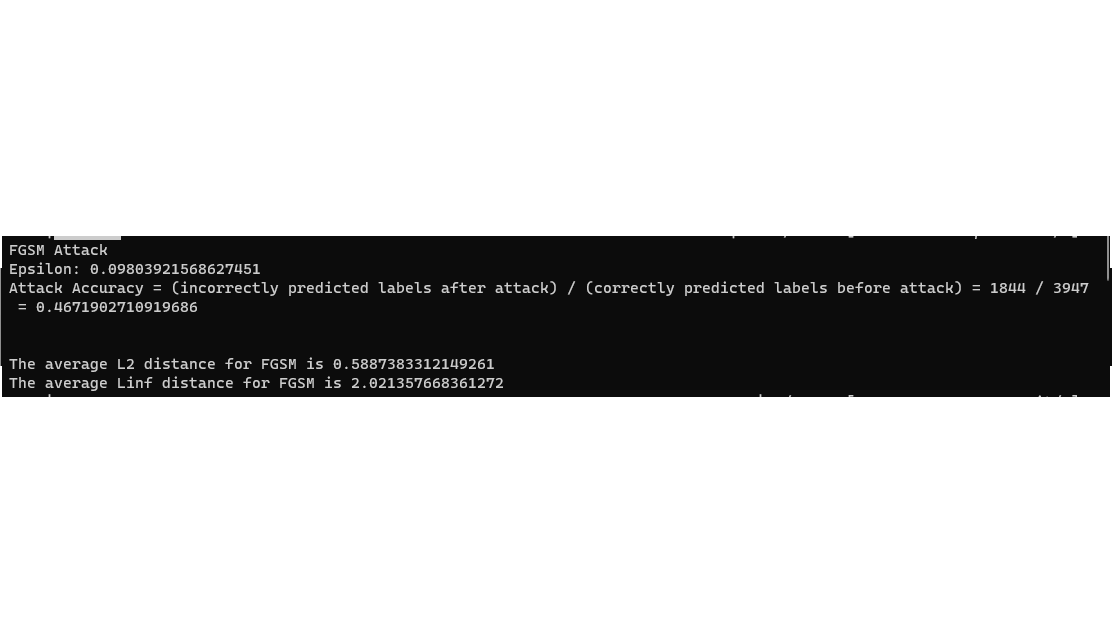 FGSM Attack
Epsilon: 0.09803921568627451
Attack Accuracy = (incorrectly predicted labels after attack) / (correctly predicted labels before attack) = 1844 / 3947
= 0.4671902710919686
The average L2 distance for FGSM is 0.5887383312149261
The average Linf distance for FGSM is 2.021357668361272